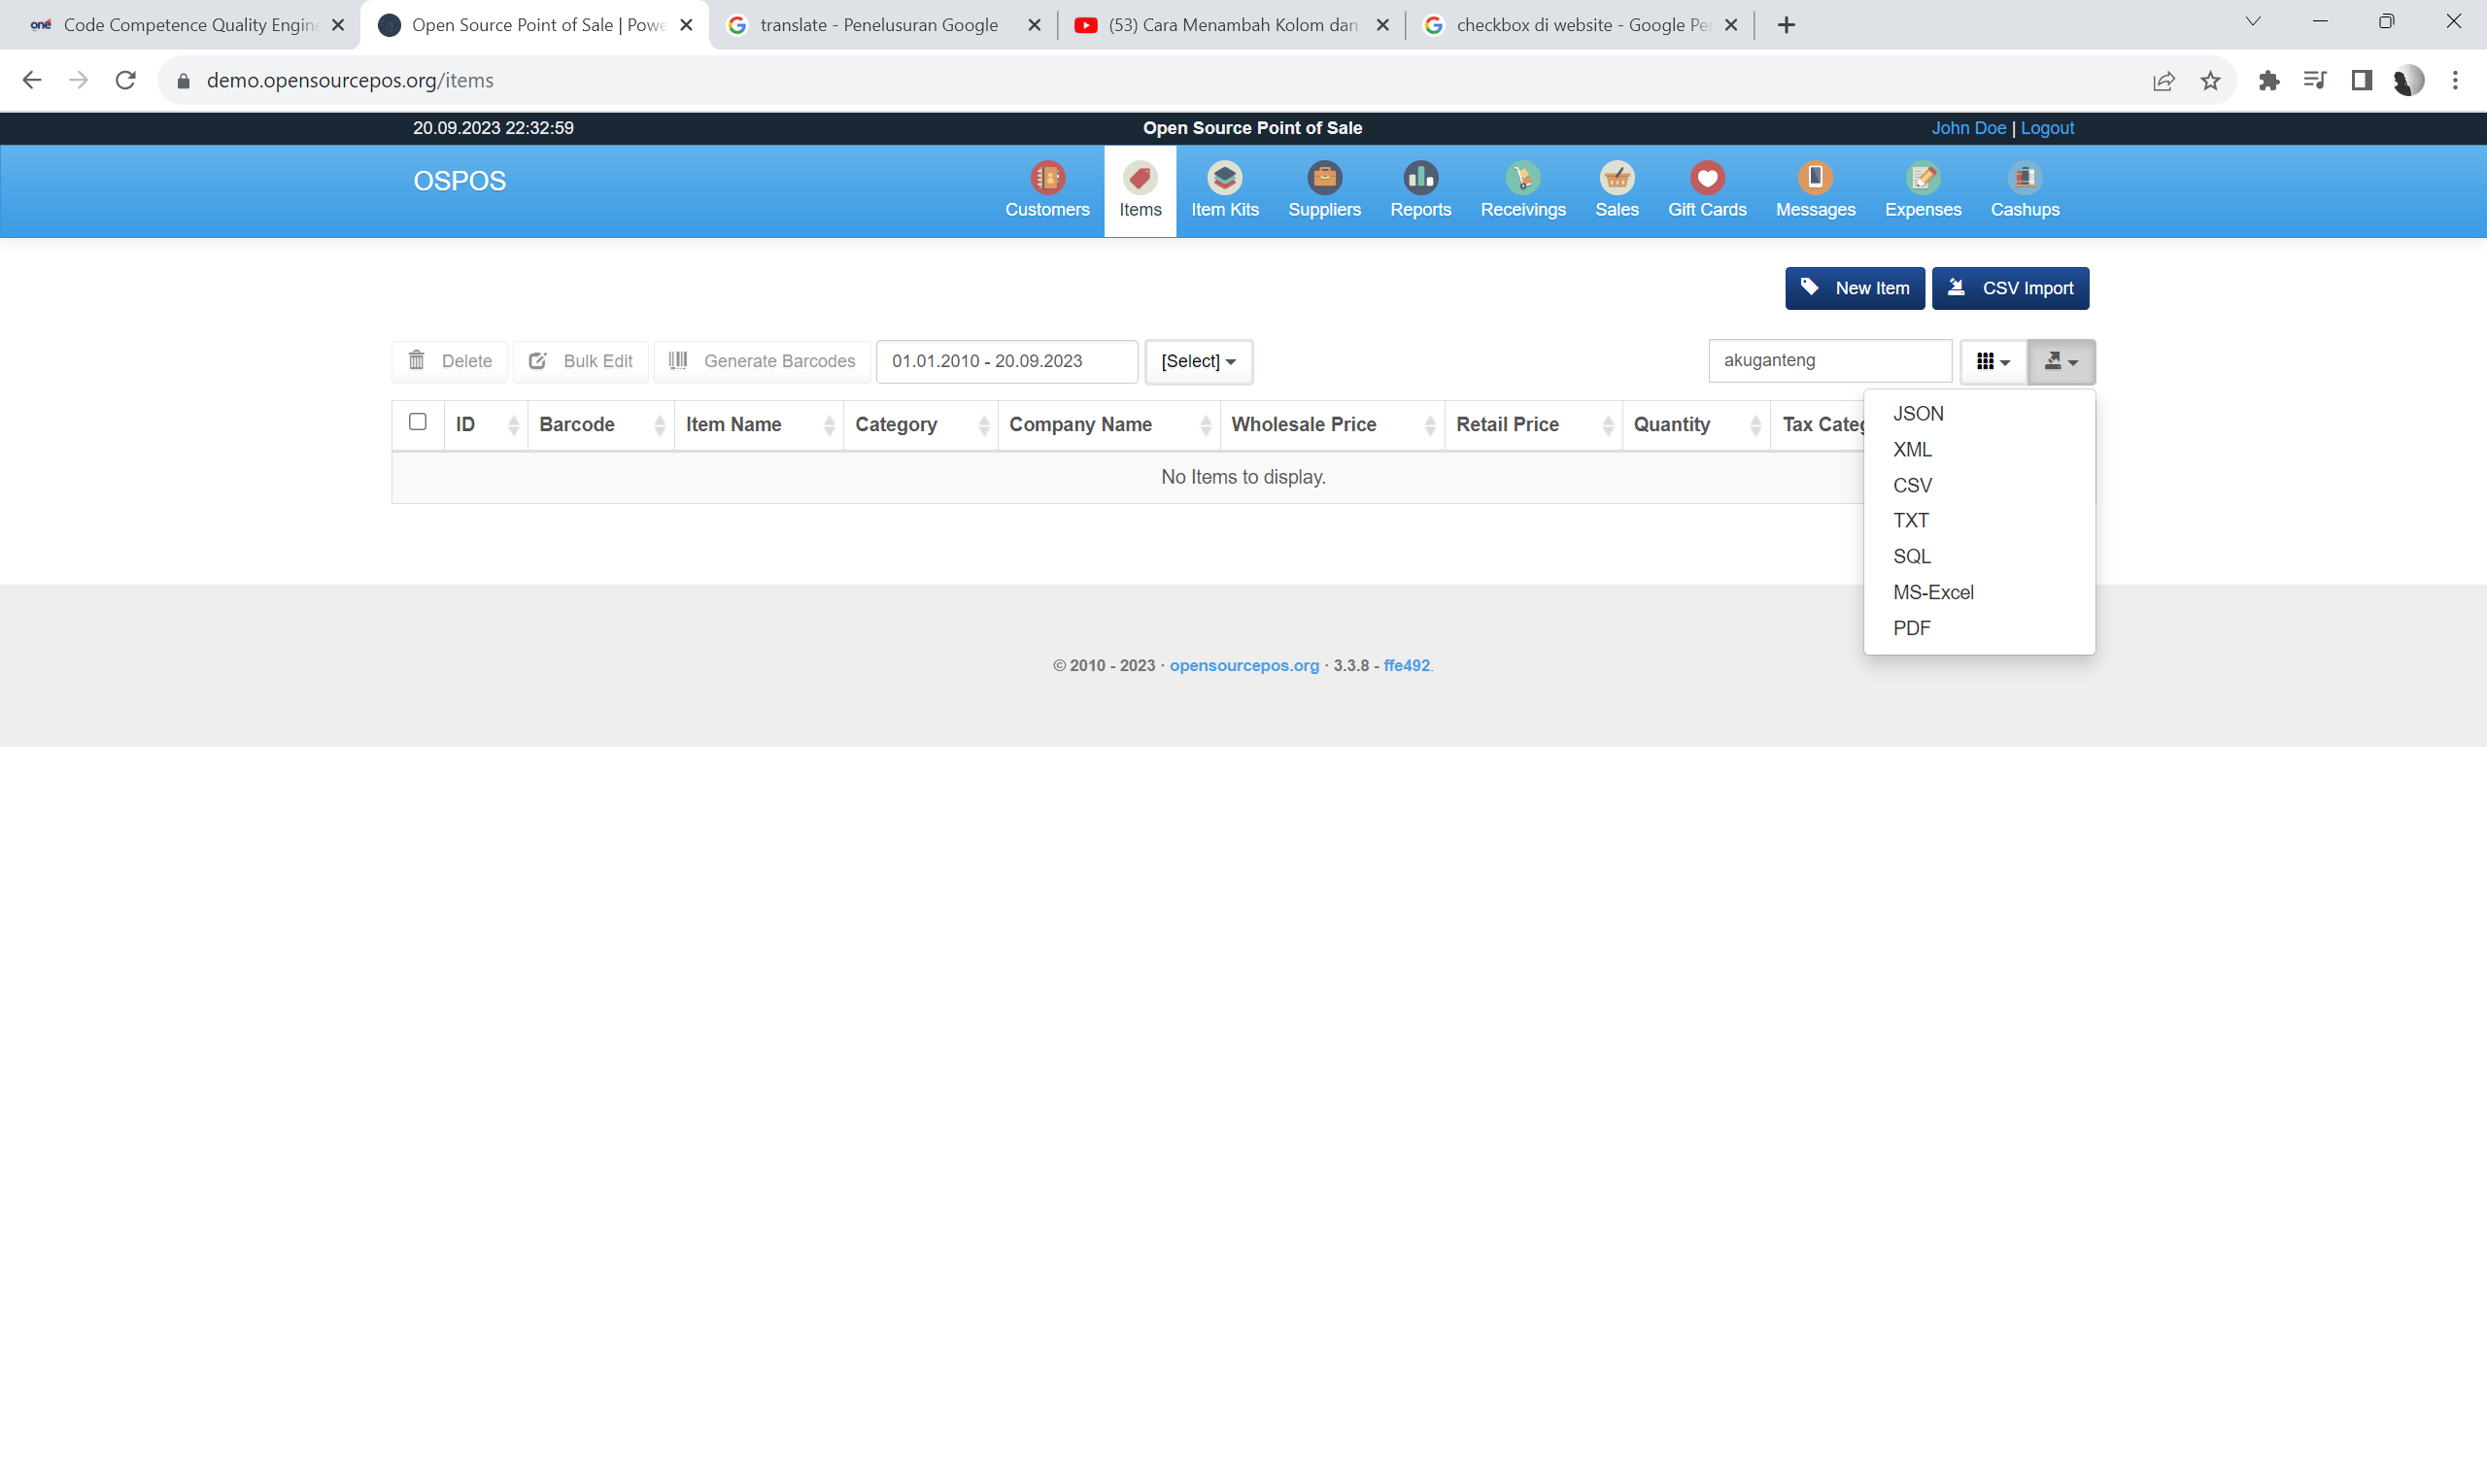 one Code Competence Quality Engin
Open Source Point of Sale | Powe
translate - Penelusuran Google
(53) Cara Menambah Kolom dan
checkbox di website - Google Pe
demo.opensourcepos.org/items
20.09.2023 22:32:59
Open Source Point of Sale
John Doe | Logout
OSPOS
Customers
Items
Item Kits
Suppliers
Reports
Receivings
Sales
Gift Cards
Messages
Expenses
Cashups
New Item
CSV Import
Delete
Bulk Edit
Generate Barcodes
01.01.2010 - 20.09.2023
[Select]
akuganteng
ID
Barcode
Item Name
Category
Company Name
Wholesale Price
Retail Price
Quantity
Tax Categ
No Items to display.
JSON
XML
CSV
TXT
SQL
MS-Excel
PDF
© 2010 - 2023 · opensourcepos.org · 3.3.8 - ffe492.